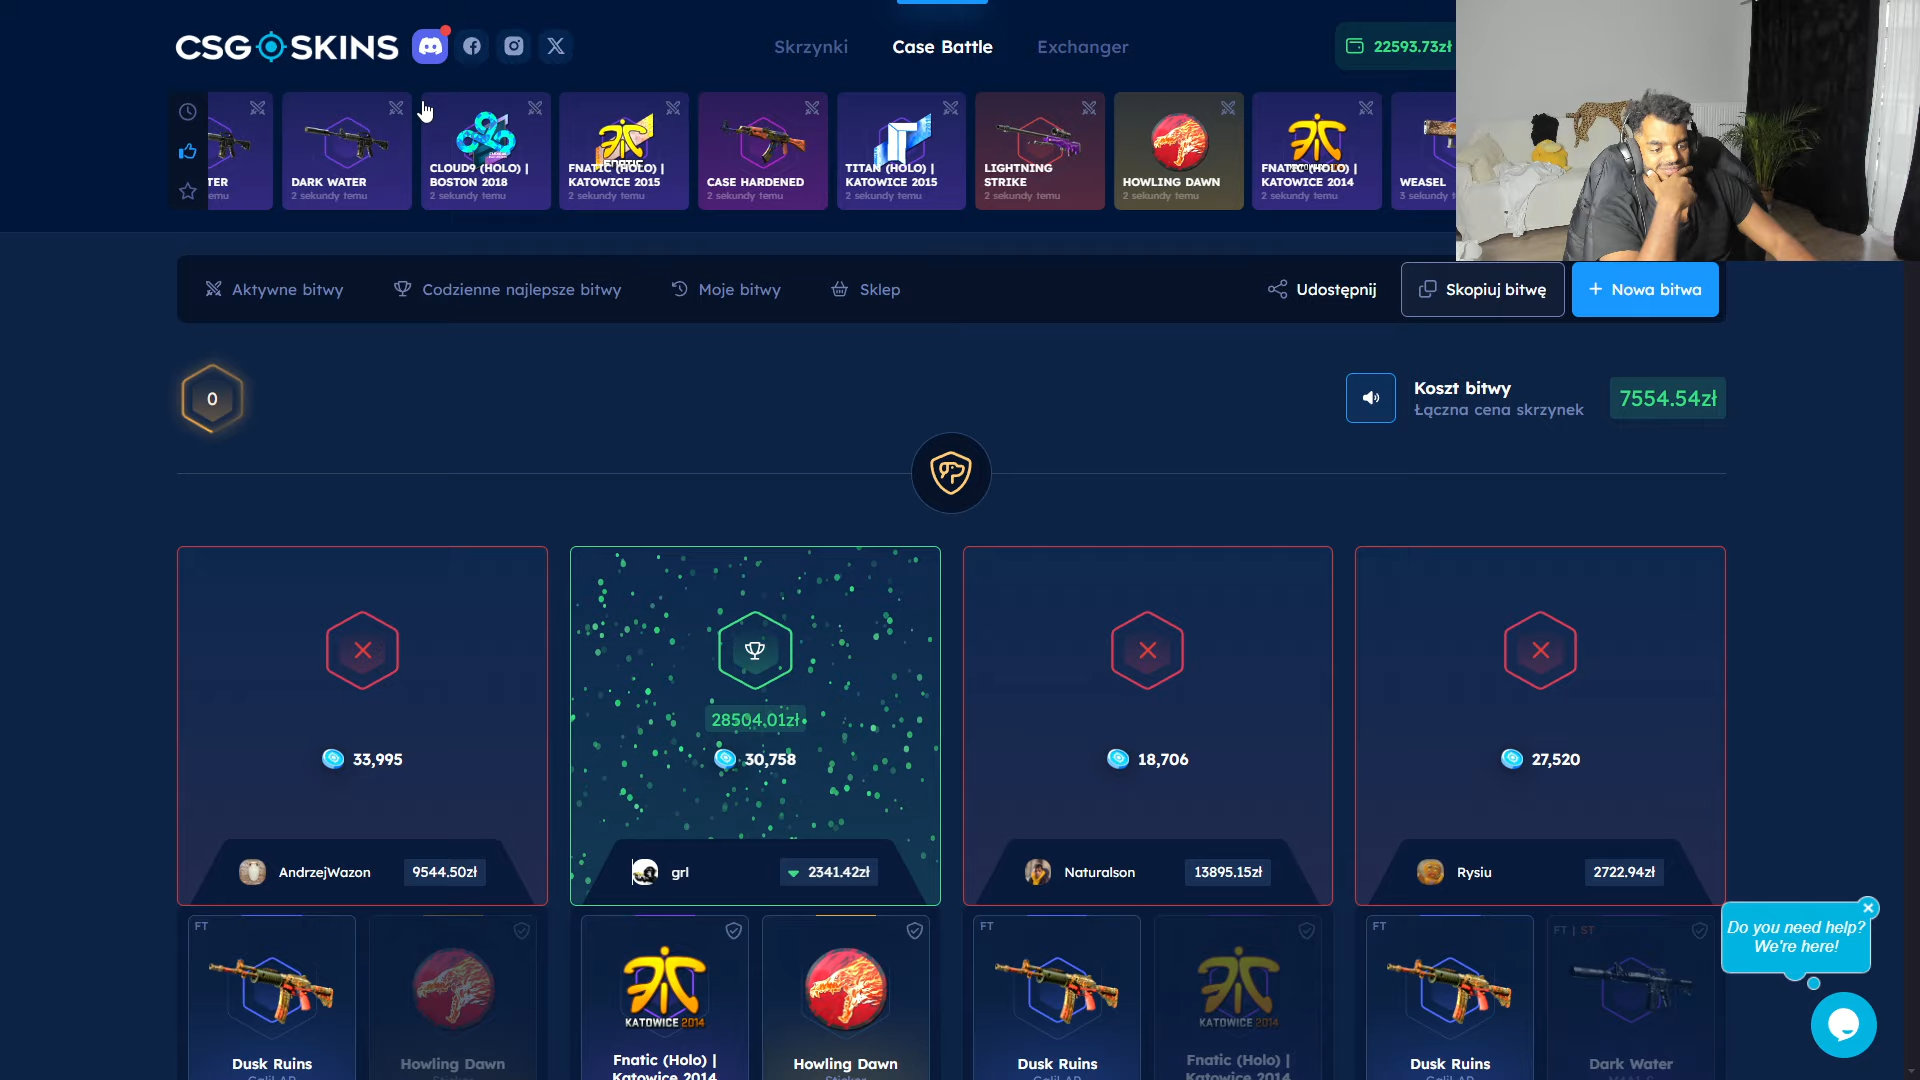 CSG SKINS
Skrzynki
Case Battle
Exchanger
22593.73zł
TER
emu
DARK WATER
2 sekundy temu
CLOUD9 (HOLO) |
BOSTON 2018
2 sekundy temu
FNATIC (HOLO) |
KATOWICE 2015
2 sekundy temu
CASE HARDENED
2 sekundy temu
TITAN (HOLO) |
KATOWICE 2015
2 sekundy temu
LIGHTNING
STRIKE
2 sekundy temu
HOWLING DAWN
2 sekundy temu
FNATIC (HOLO) |
KATOWICE 2014
2 sekundy temu
WEASEL
3 sekundy
Aktywne bitwy
Codzienne najlepsze bitwy
Moje bitwy
Sklep
Udostępnij
Skopiuj bitwę
+ Nowa bitwa
0
Koszt bitwy
Łączna cena skrzynek
7554.54zł
28504.01zł
33,995
30,758
18,706
27,520
AndrzejWazon
9544.50zł
grl
2341.42zł
Naturalson
13895.15zł
Rysiu
2722.94zł
Do you need help?
We're here!
FT
FT
FT
FT | ST
KATOWICE 2014
KATOWICE 2014
Dusk Ruins
Howling Dawn
Fnatic (Holo) |
Katowice 2014
Howling Dawn
Dusk Ruins
Fnatic (Holo) |
Katowice 2014
Dusk Ruins
Dark Water